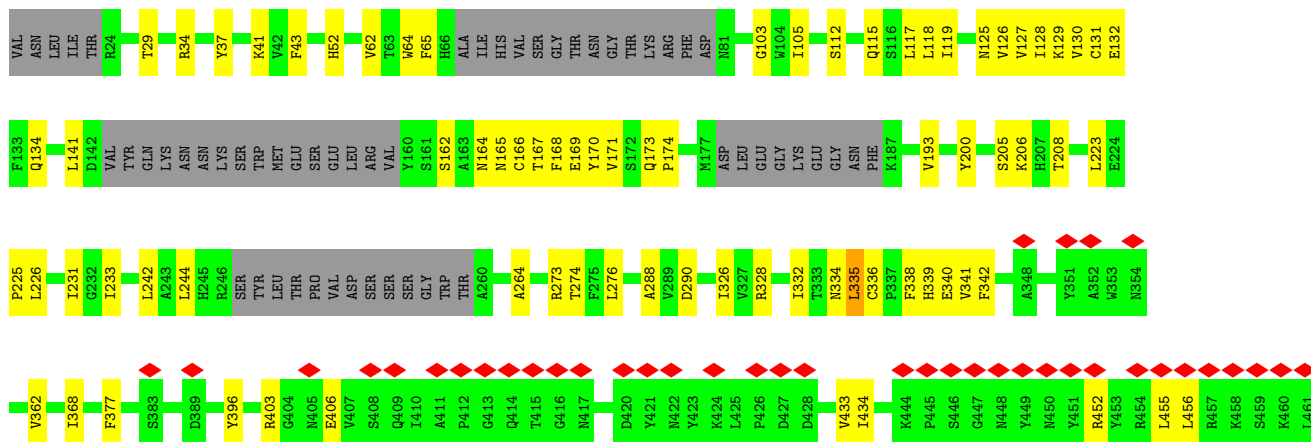 VAL ASN LEU ILE THR R24 T29 R34 Y37 K41 V42 F43 H52 V62 T63 W64 F65 H66 ALA ILE HIS VAL SER GLY THR ASN GLY THR LYS ARG PHE ASP N81 G103 W104 I105 S112 Q115 S116 L117 L118 I119 N125 V126 V127 I128 K129 V130 C131 E132
F133 Q134 L141 D142 VAL TYR GLN LYS ASN ASN LYS SER TRP MET GLU SER GLU LEU ARG VAL Y160 S161 S162 A163 N164 N165 C166 T167 F168 E169 Y170 V171 S172 Q173 P174 M177 ASP LEU GLU GLY LYS GLU GLY ASN PHE K187 V193 Y200 S205 K206 H207 T208 L223 E224
P225 L226 I231 G232 I233 L242 A243 L244 H245 R246 SER TYR LEU THR PRO VAL ASP SER SER SER GLY TRP THR A260 A264 R273 T274 F275 L276 A288 V289 D290 I326 V327 R328 I332 T333 N334 L335 C336 P337 F338 H339 E340 V341 F342 A348 Y351 A352 W353 N354
V362 I368 F377 S383 D389 Y396 R403 G404 N405 E406 V407 S408 Q409 I410 A411 P412 G413 Q414 T415 G416 N417 D420 Y421 N422 Y423 K424 L425 P426 D427 D428 V433 I434 K444 P445 S446 G447 N448 Y449 N450 Y451 R452 Y453 R454 L455 L456 R457 K458 S459 K460 L461